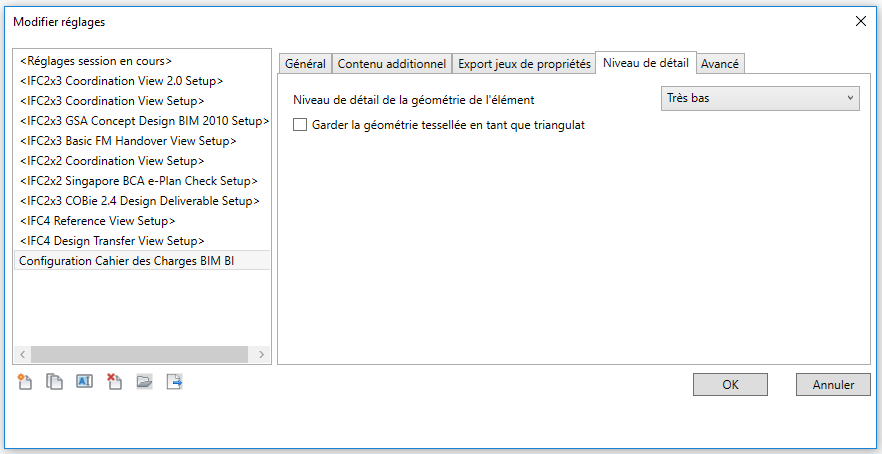 Modifier réglages
<Réglages session en cours>
<IFC2x3 Coordination View 2.0 Setup>
<IFC2x3 Coordination View Setup>
<IFC2x3 GSA Concept Design BIM 2010 Setup>
<IFC2x3 Basic FM Handover View Setup>
<IFC2x2 Coordination View Setup>
<IFC2x2 Singapore BCA e-Plan Check Setup>
<IFC2x3 COBie 2.4 Design Deliverable Setup>
<IFC4 Reference View Setup>
<IFC4 Design Transfer View Setup>
Configuration Cahier des Charges BIM BI
Général Contenu additionnel Export jeux de propriétés Niveau de détail Avancé
Niveau de détail de la géométrie de l'élément Très bas
Garder la géométrie tessellée en tant que triangulat
OK Annuler